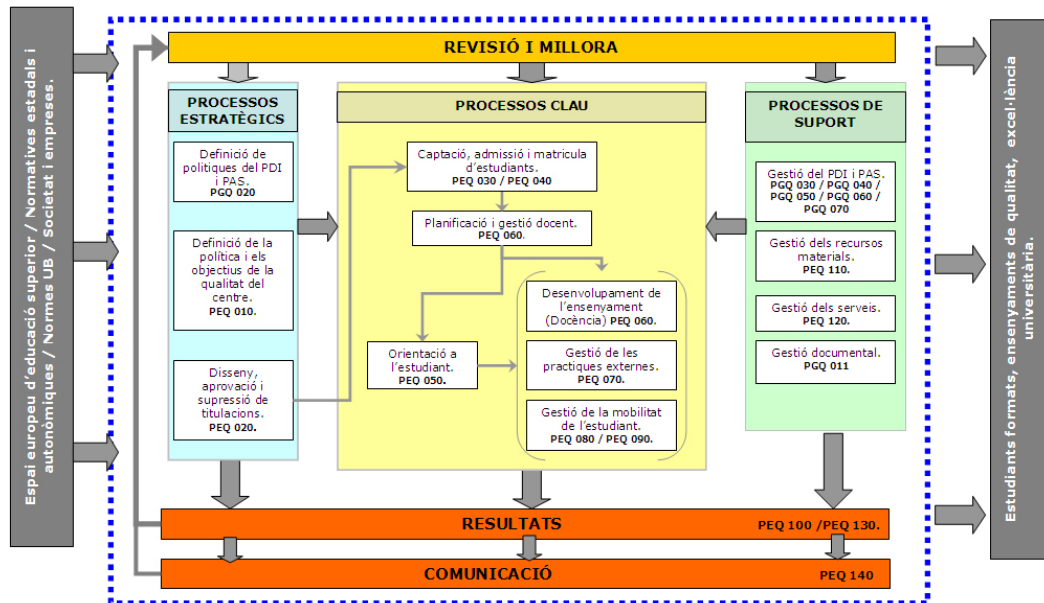 Espai europeu d'educació superior / Normatives estadals i
autonòmiques / Normes UB / Societat i empreses.
REVISIÓ I MILLORA
PROCESSOS
ESTRATÈGICS
Definició de
politiques del PDI
i PAS.
PGQ 020
Definició de la
política i els
objectius de la
qualitat del
centre.
PEQ 010.
Disseny,
aprovació i
supressió de
titulacions.
PEQ 020.
PROCESSOS CLAU
Captació, admissió i matricula
d'estudiants.
PEQ 030 / PEQ 040
Planificació i gestió docent.
PEQ 060.
Desenvolupament de
l'ensenyament
(Docència) PEQ 060.
Orientació a
l'estudiant.
PEQ 050.
Gestió de les
practiques externes.
PEQ 070.
Gestió de la mobilitat
de l'estudiant.
PEQ 080 / PEQ 090.
PROCESSOS DE
SUPORT
Gestió del PDI i PAS.
PGQ 030 / PGQ 040 /
PGQ 050 / PGQ 060 /
PGQ 070
Gestió dels recursos
materials.
PEQ 110.
Gestió dels serveis.
PEQ 120.
Gestió documental.
PGQ 011
RESULTATS
PEQ 100 /PEQ 130.
COMUNICACIÓ
PEQ 140
Estudiants formats, ensenyaments de qualitat, excel·lència
universitària.